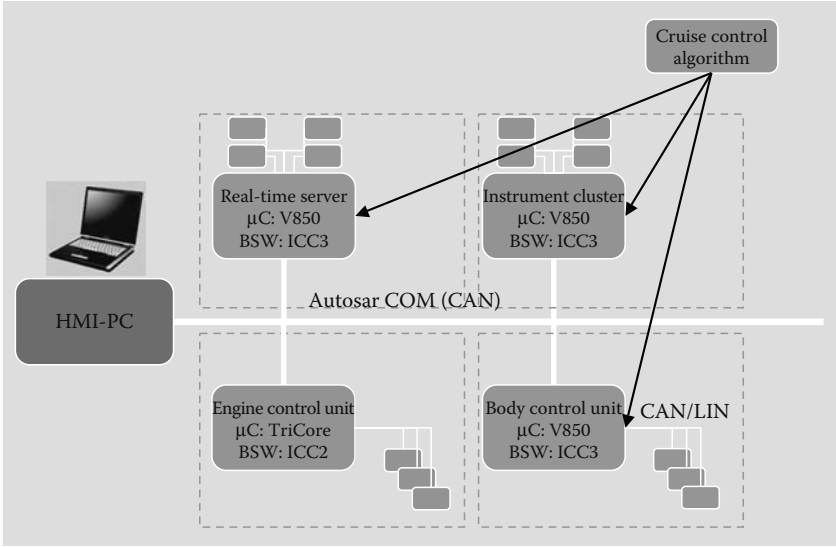 Cruise control
algorithm
Real-time server
μC: V850
BSW: ICC3
Instrument cluster
μC: V850
BSW: ICC3
Autosar COM (CAN)
HMI-PC
Engine control unit
μC: TriCore
BSW: ICC2
Body control unit
μC: V850
BSW: ICC3
CAN/LIN